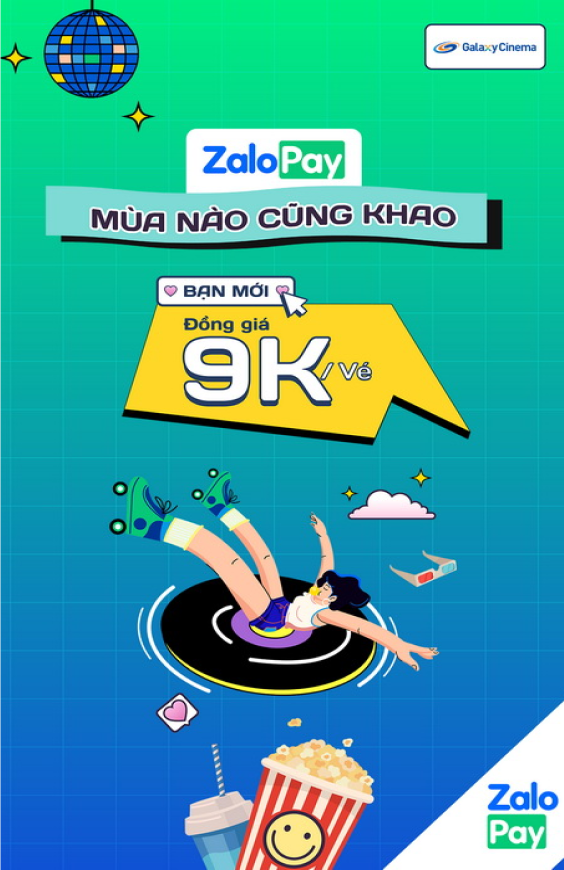 Galaxy Cinema
ZaloPay
MÙA NÀO CŨNG KHAO
BẠN MỚI
Đồng giá
9K/Vé
Zalo
Pay